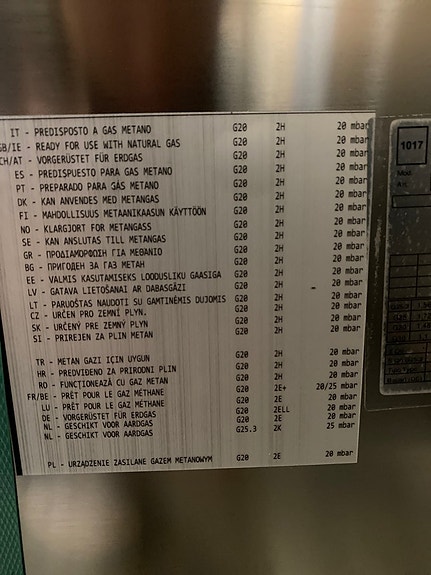 IT - PREDISPOSTO A GAS METANO G20 2H 20 mbar
GB/IE - READY FOR USE WITH NATURAL GAS G20 2H 20 mbar
CH/AT - VORGERÜSTET FÜR ERDGAS G20 2H 20 mbar
ES - PREDISPUESTO PARA GAS METANO G20 2H 20 mbar
PT - PREPARADO PARA GÁS METANO G20 2H 20 mbar
DK - KAN ANVENDES MED METANGAS G20 2H 20 mbar
FI - MAHDOLLISUUS METAANIKAASUN KÄYTTÖÖN G20 2H 20 mbar
NO - KLARGJORT FOR METANGASS G20 2H 20 mbar
SE - KAN ANSLUTAS TILL METANGAS G20 2H 20 mbar
GR - ΠΡΟΔΙΑΜΟΡΦΩΣΗ ΓΙΑ ΜΕΘΑΝΙΟ G20 2H 20 mbar
BG - ПРИГОДЕН ЗА ГАЗ МЕТАН G20 2H 20 mbar
EE - VALMIS KASUTAMISEKS LOODUSLIKU GAASIGA G20 2H 20 mbar
LV - GATAVA LIETOŠANAI AR DABASGĀZI G20 2H 20 mbar
LT - PARUOŠTAS NAUDOTI SU GAMTINĖMIS DUJOMIS G20 2H 20 mbar
CZ - URČEN PRO ZEMNÍ PLYN, G20 2H 20 mbar
SK - URČENÝ PRE ZEMNÝ PLYN G20 2H 20 mbar
SI - PRIREJEN ZA PLIN METAN G20 2H 20 mbar
TR - METAN GAZI IÇIN UYGUN G20 2H 20 mbar
HR - PREDVIĐENO ZA PRIRODNI PLIN G20 2H 20 mbar
RO - FUNCȚIONEAZĂ CU GAZ METAN G20 2H 20 mbar
FR/BE - PRÊT POUR LE GAZ MÉTHANE G20 2E+ 20/25 mbar
LU - PRÊT POUR LE GAZ MÉTHANE G20 2E 20 mbar
DE - VORGERÜSTET FÜR ERDGAS G20 2ELL 20 mbar
NL - GESCHIKT VOOR AARDGAS G20 2E 20 mbar
NL - GESCHIKT VOOR AARDGAS G25.3 2K 25 mbar
PL - URZĄDZENIE ZASILANE GAZEM METANOWYM G20 2E 20 mbar
1017
Mod.